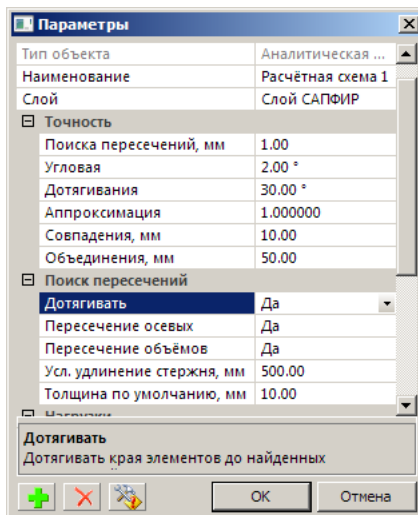 Параметры
Тип объекта Аналитическая ...
Наименование Расчётная схема 1
Слой Слой САПФИР
Точность
Поиска пересечений, мм 1.00
Угловая 2.00 °
Дотягивания 30.00 °
Аппроксимация 1.000000
Совпадения, мм 10.00
Объединения, мм 50.00
Поиск пересечений
Дотягивать Да
Пересечение осевых Да
Пересечение объёмов Да
Усл. удлинение стержня, мм 500.00
Толщина по умолчанию, мм 10.00
Нагрузки
Дотягивать
Дотягивать края элементов до найденных
ОК Отмена